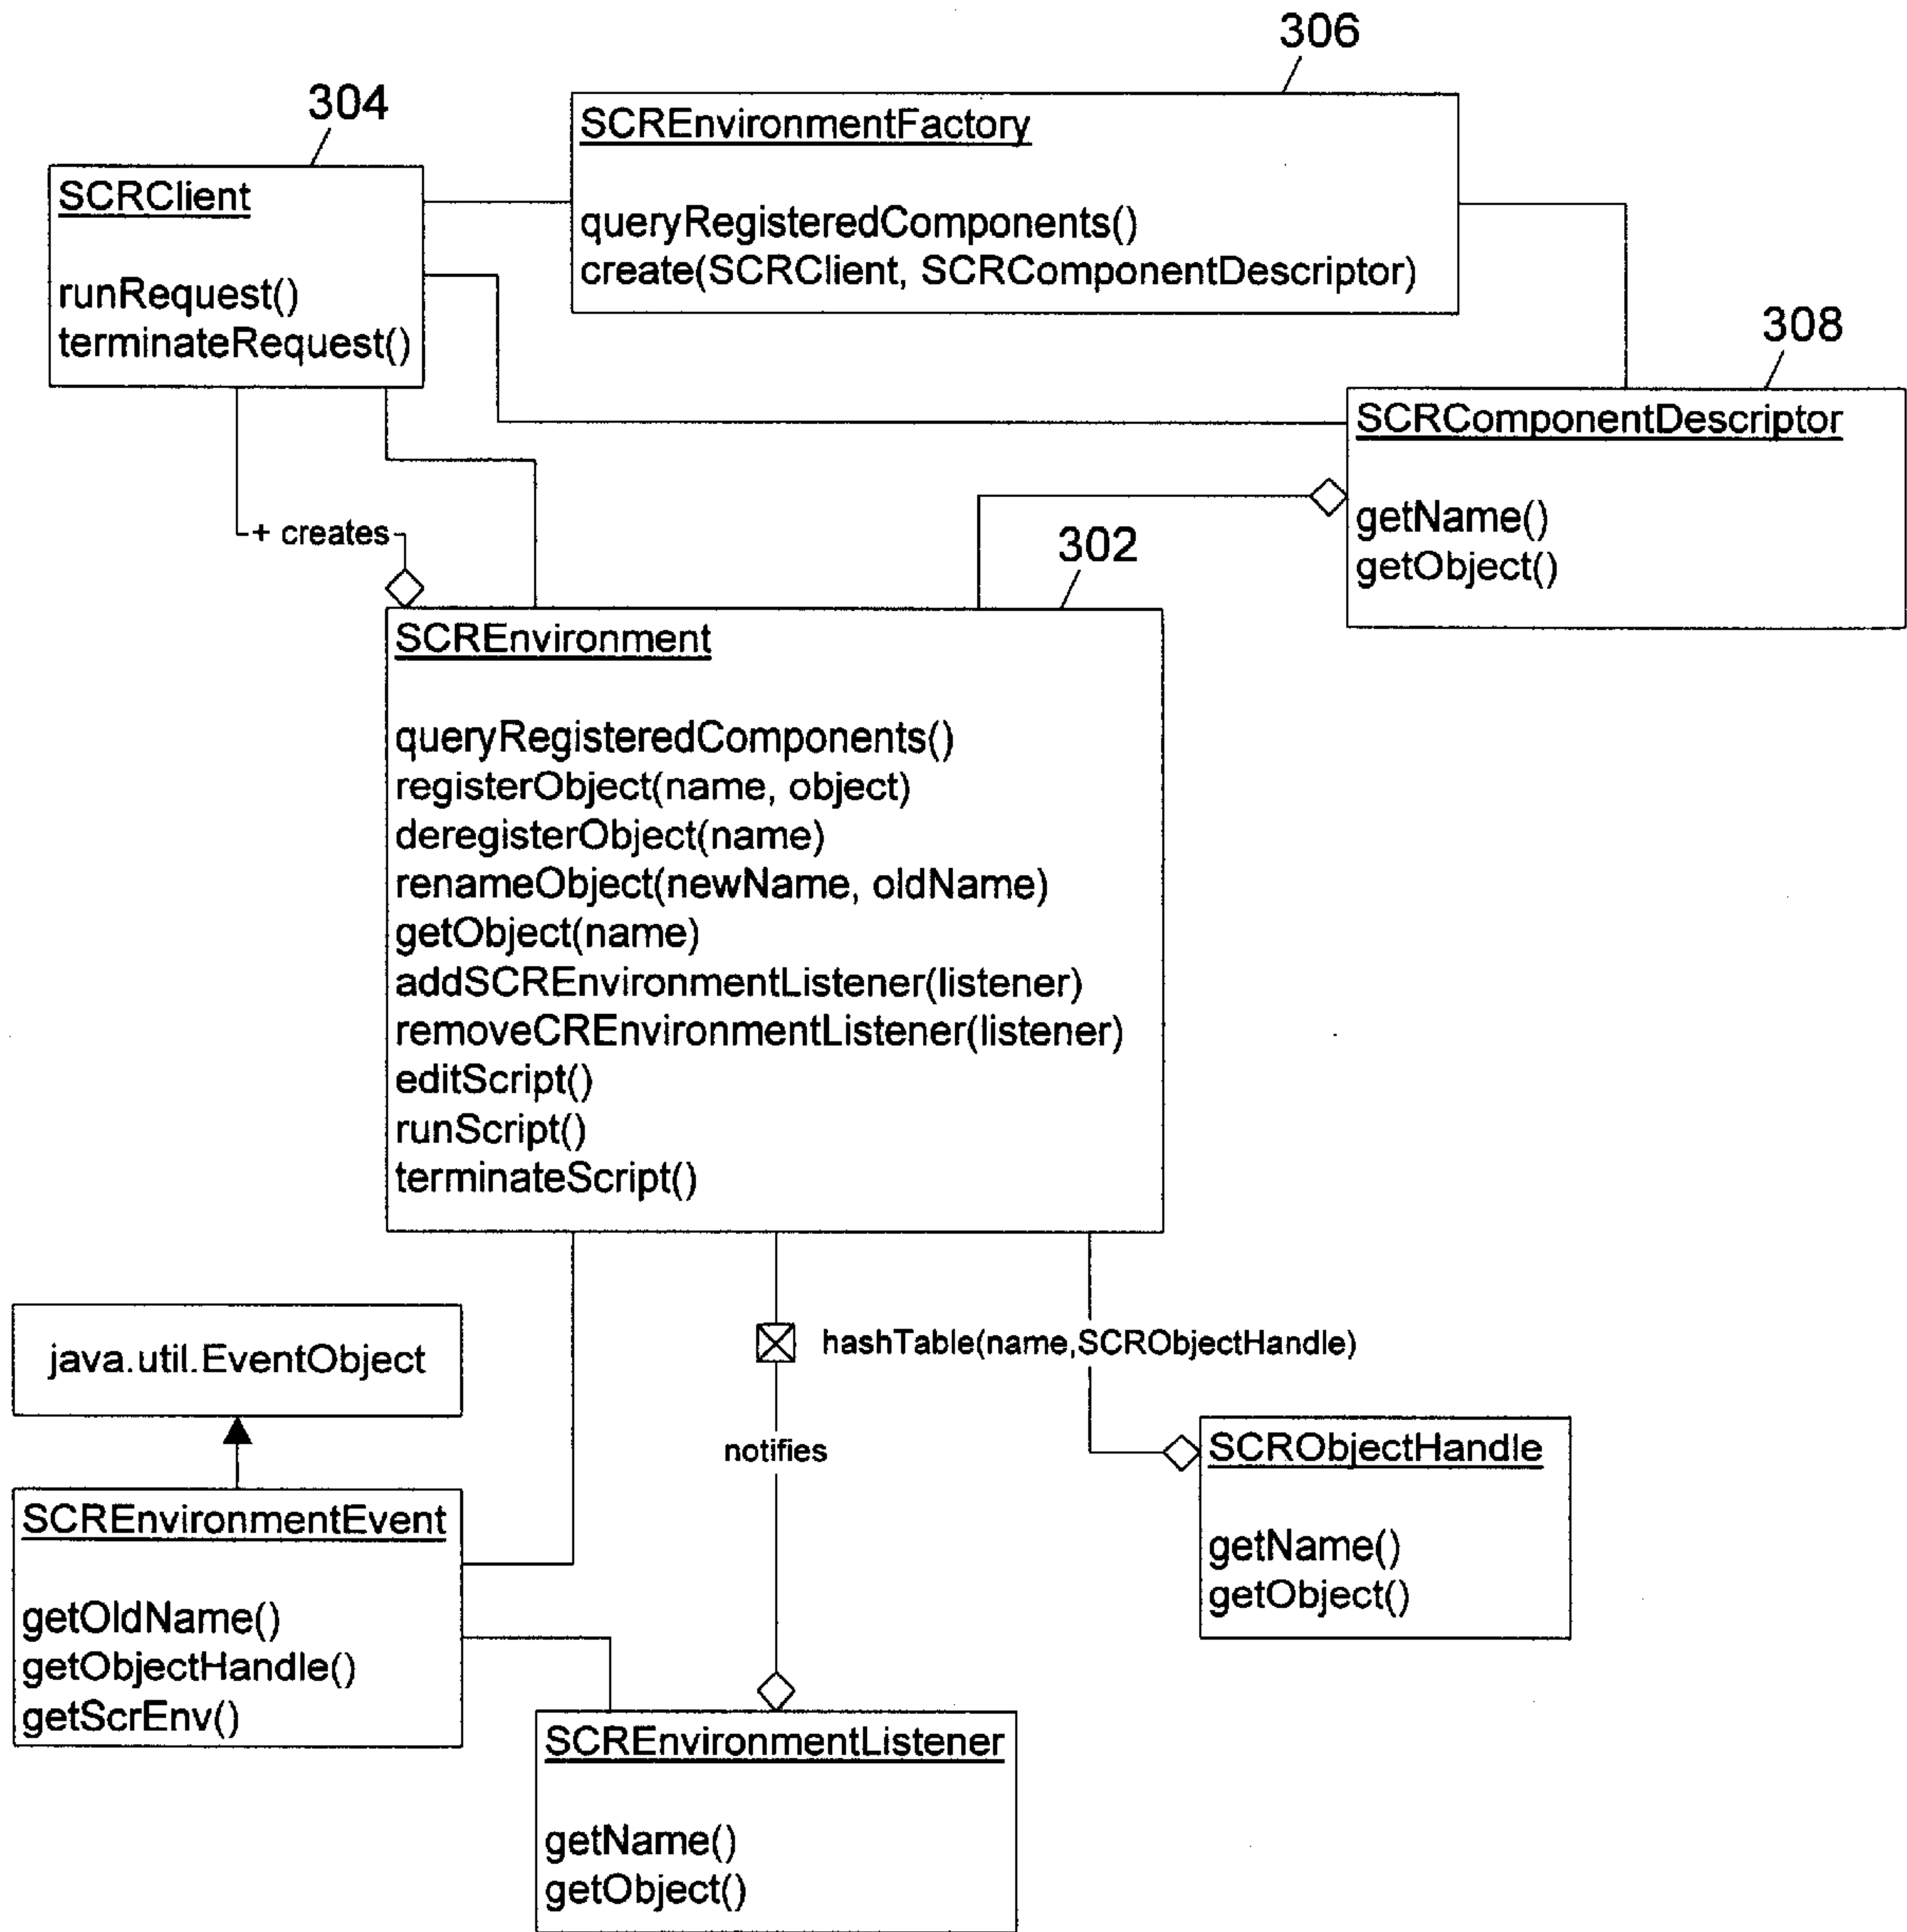 306
304
SCREnvironmentFactory
queryRegisteredComponents()
create(SCRClient, SCRComponentDescriptor)
SCRClient
runRequest()
terminateRequest()
308
SCRComponentDescriptor
getName()
getObject()
+ creates
302
SCREnvironment
queryRegisteredComponents()
registerObject(name, object)
deregisterObject(name)
renameObject(newName, oldName)
getObject(name)
addSCREnvironmentListener(listener)
removeCREnvironmentListener(listener)
editScript()
runScript()
terminateScript()
java.util.EventObject
hashTable(name,SCRObjectHandle)
notifies
SCRObjectHandle
getName()
getObject()
SCREnvironmentEvent
getOldName()
getObjectHandle()
getScrEnv()
SCREnvironmentListener
getName()
getObject()